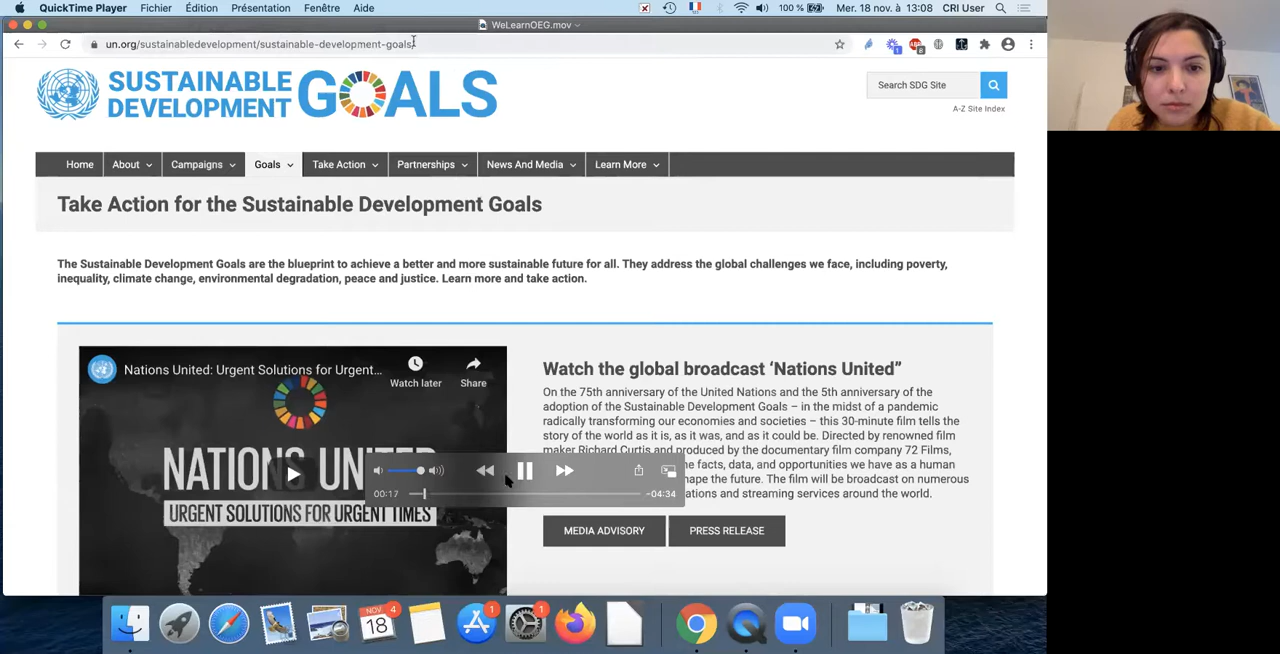 QuickTime Player Fichier Édition Présentation Fenêtre Aide 100 % Mer. 18 nov. à 13:08 CRI User
WeLearnOEG.mov
un.org/sustainabledevelopment/sustainable-development-goals
1
8
SUSTAINABLE
DEVELOPMENT
GOALS
Search SDG Site
A-Z Site Index
Home About Campaigns Goals Take Action Partnerships News And Media Learn More
Take Action for the Sustainable Development Goals
The Sustainable Development Goals are the blueprint to achieve a better and more sustainable future for all. They address the global challenges we face, including poverty,
inequality, climate change, environmental degradation, peace and justice. Learn more and take action.
Nations United: Urgent Solutions for Urgent...
Watch later
Share
NATIONS UNITED
URGENT SOLUTIONS FOR URGENT TIMES
Watch the global broadcast ‘Nations United”
On the 75th anniversary of the United Nations and the 5th anniversary of the
adoption of the Sustainable Development Goals – in the midst of a pandemic
radically transforming our economies and societies – this 30-minute film tells the
story of the world as it is, as it was, and as it could be. Directed by renowned film
maker Richard Curtis and produced by the documentary film company 72 Films,
the facts, data, and opportunities we have as a human
the future. The film will be broadcast on numerous
and streaming services around the world.
00:17
-04:34
MEDIA ADVISORY
PRESS RELEASE
NOV.
18
4
1
1